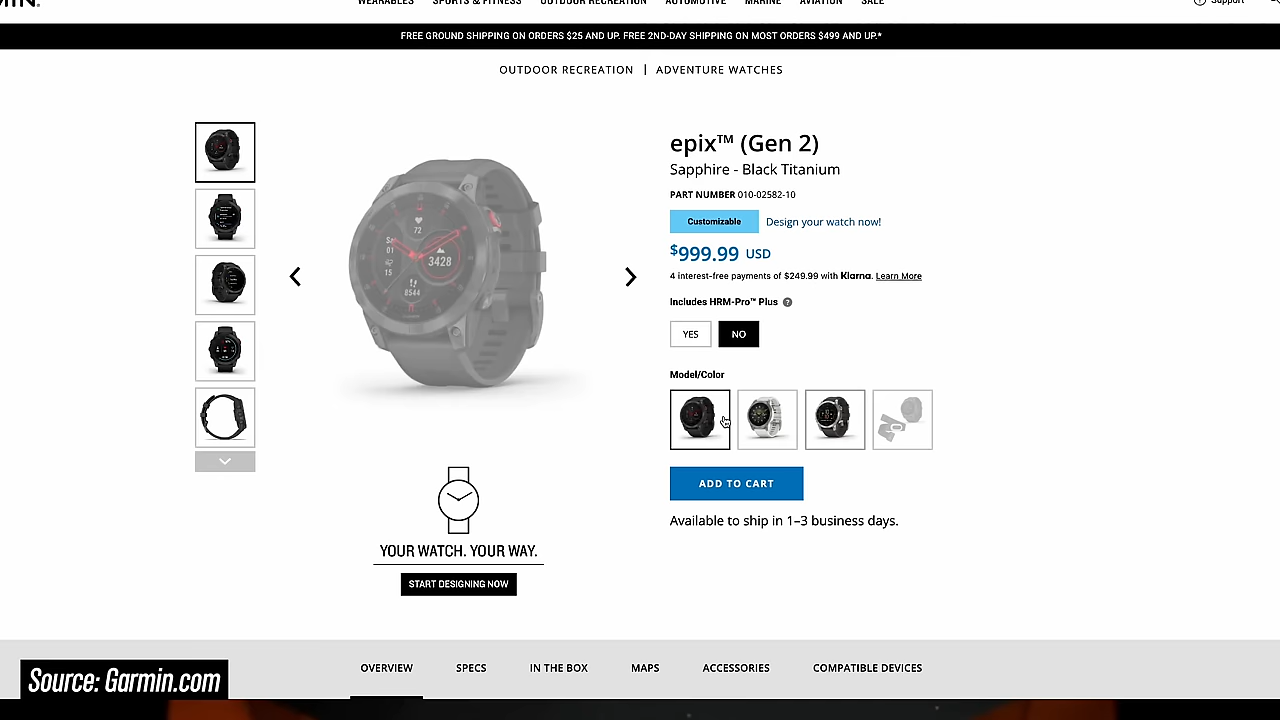 WEARABLES SPORTS & FITNESS OUTDOOR RECREATION AUTOMOTIVE MARINE AVIATION SALE Support
FREE GROUND SHIPPING ON ORDERS $25 AND UP. FREE 2ND-DAY SHIPPING ON MOST ORDERS $499 AND UP.*
OUTDOOR RECREATION | ADVENTURE WATCHES
epix™ (Gen 2)
Sapphire - Black Titanium
PART NUMBER 010-02582-10
Customizable Design your watch now!
$999.99 USD
4 interest-free payments of $249.99 with Klarna. Learn More
Includes HRM-Pro™ Plus ?
YES NO
Model/Color
ADD TO CART
Available to ship in 1–3 business days.
72
01
3428
15
8544
YOUR WATCH. YOUR WAY.
START DESIGNING NOW
OVERVIEW SPECS IN THE BOX MAPS ACCESSORIES COMPATIBLE DEVICES
Source: Garmin.com